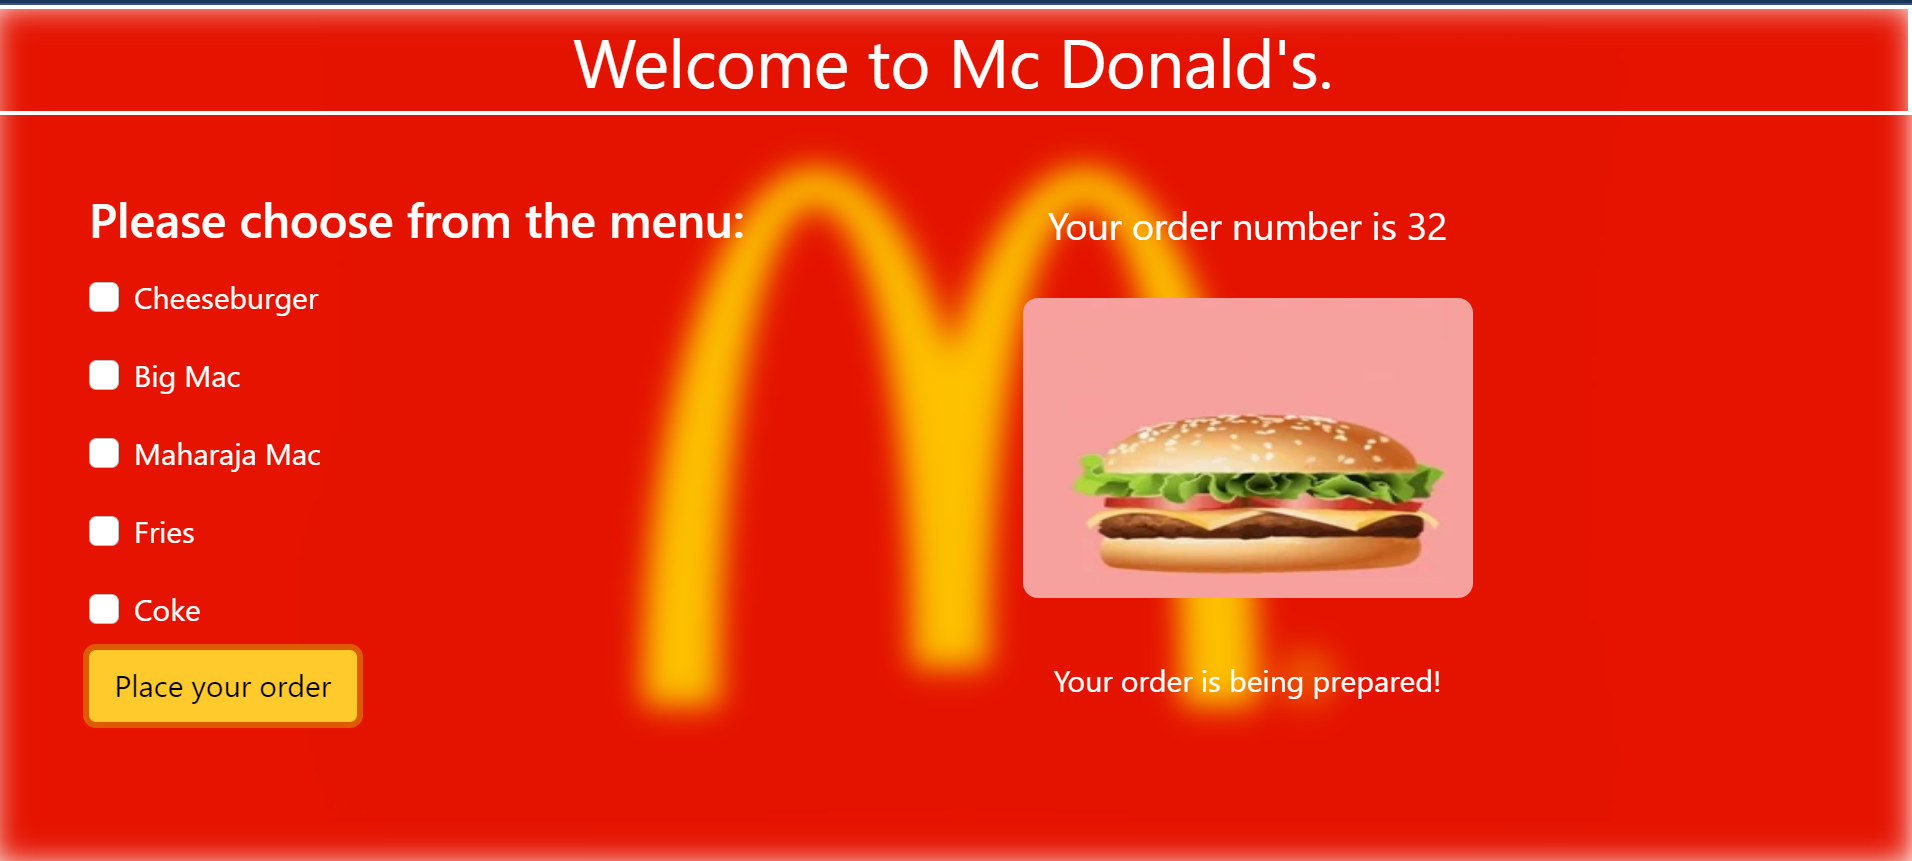 Welcome to Mc Donald's.
Please choose from the menu:
Cheeseburger
Big Mac
Maharaja Mac
Fries
Coke
Place your order
Your order number is 32
Your order is being prepared!